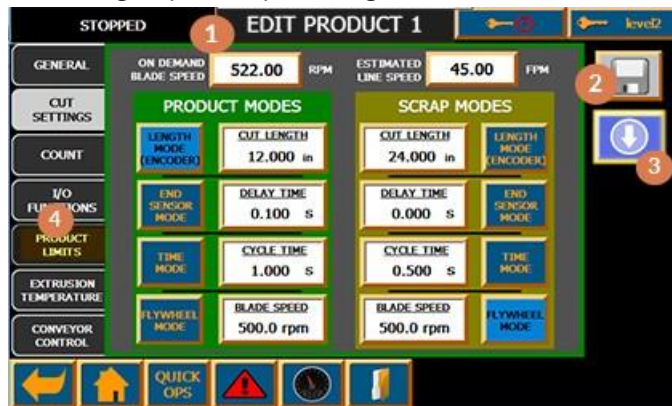 STOPPED
EDIT PRODUCT 1
level2
1
GENERAL
ON DEMAND
BLADE SPEED
522.00
RPM
ESTIMATED
LINE SPEED
45.00
FPM
2
CUT
SETTINGS
PRODUCT MODES
SCRAP MODES
LENGTH
MODE
(ENCODER)
CUT LENGTH
12.000 in
CUT LENGTH
24.000 in
LENGTH
MODE
(ENCODER)
3
COUNT
I/O
FUNCTIONS
END
SENSOR
MODE
DELAY TIME
0.100 s
DELAY TIME
0.000 s
END
SENSOR
MODE
4
PRODUCT
LIMITS
TIME
MODE
CYCLE TIME
1.000 s
CYCLE TIME
0.500 s
TIME
MODE
EXTRUSION
TEMPERATURE
FLYWHEEL
MODE
BLADE SPEED
500.0 rpm
BLADE SPEED
500.0 rpm
FLYWHEEL
MODE
CONVEYOR
CONTROL
QUICK
OPS